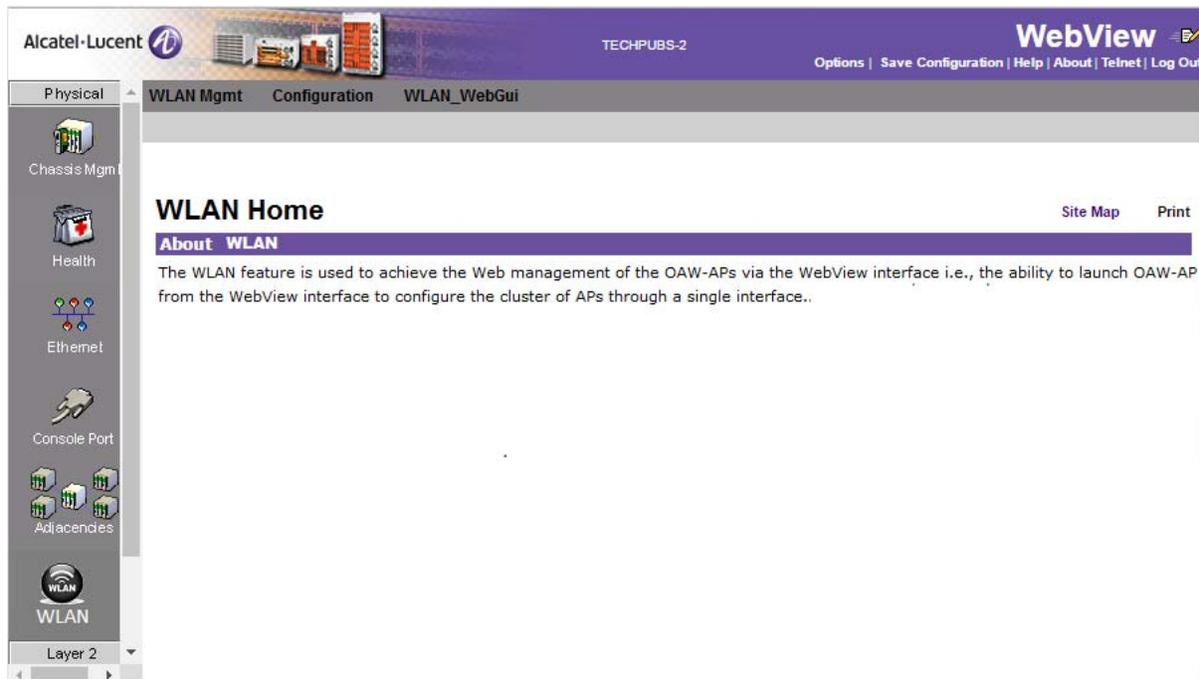 Alcatel·Lucent
TECHPUBS-2
WebView
Options | Save Configuration | Help | About | Telnet | Log Out
Physical
WLAN Mgmt Configuration WLAN_WebGui
Chassis Mgmt
Health
Ethernet
Console Port
Adjacencies
WLAN
WLAN
Layer 2
WLAN Home
Site Map Print
About WLAN
The WLAN feature is used to achieve the Web management of the OAW-APs via the WebView interface i.e., the ability to launch OAW-AP
from the WebView interface to configure the cluster of APs through a single interface..